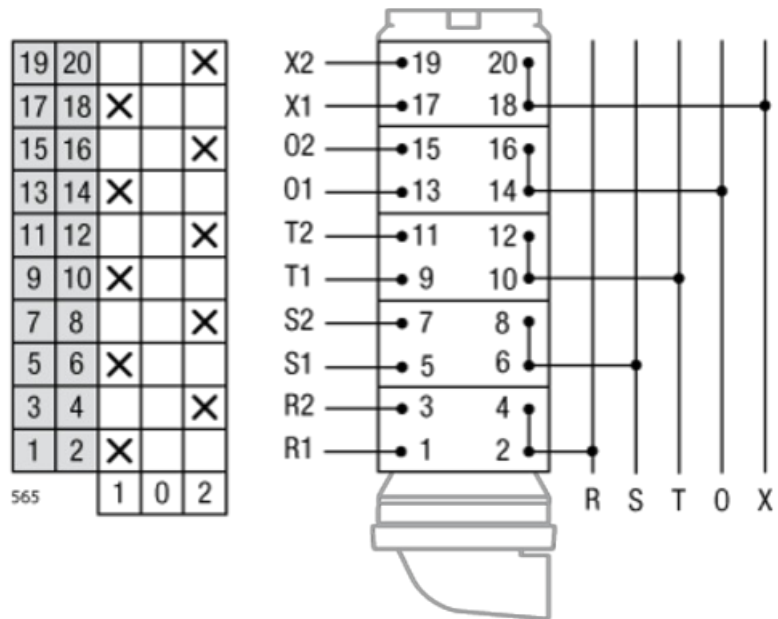 19 20 X
17 18 X
15 16 X
13 14 X
11 12 X
9 10 X
7 8 X
5 6 X
3 4 X
1 2 X
565 1 0 2
X2 19 20
X1 17 18
O2 15 16
O1 13 14
T2 11 12
T1 9 10
S2 7 8
S1 5 6
R2 3 4
R1 1 2
R S T O X